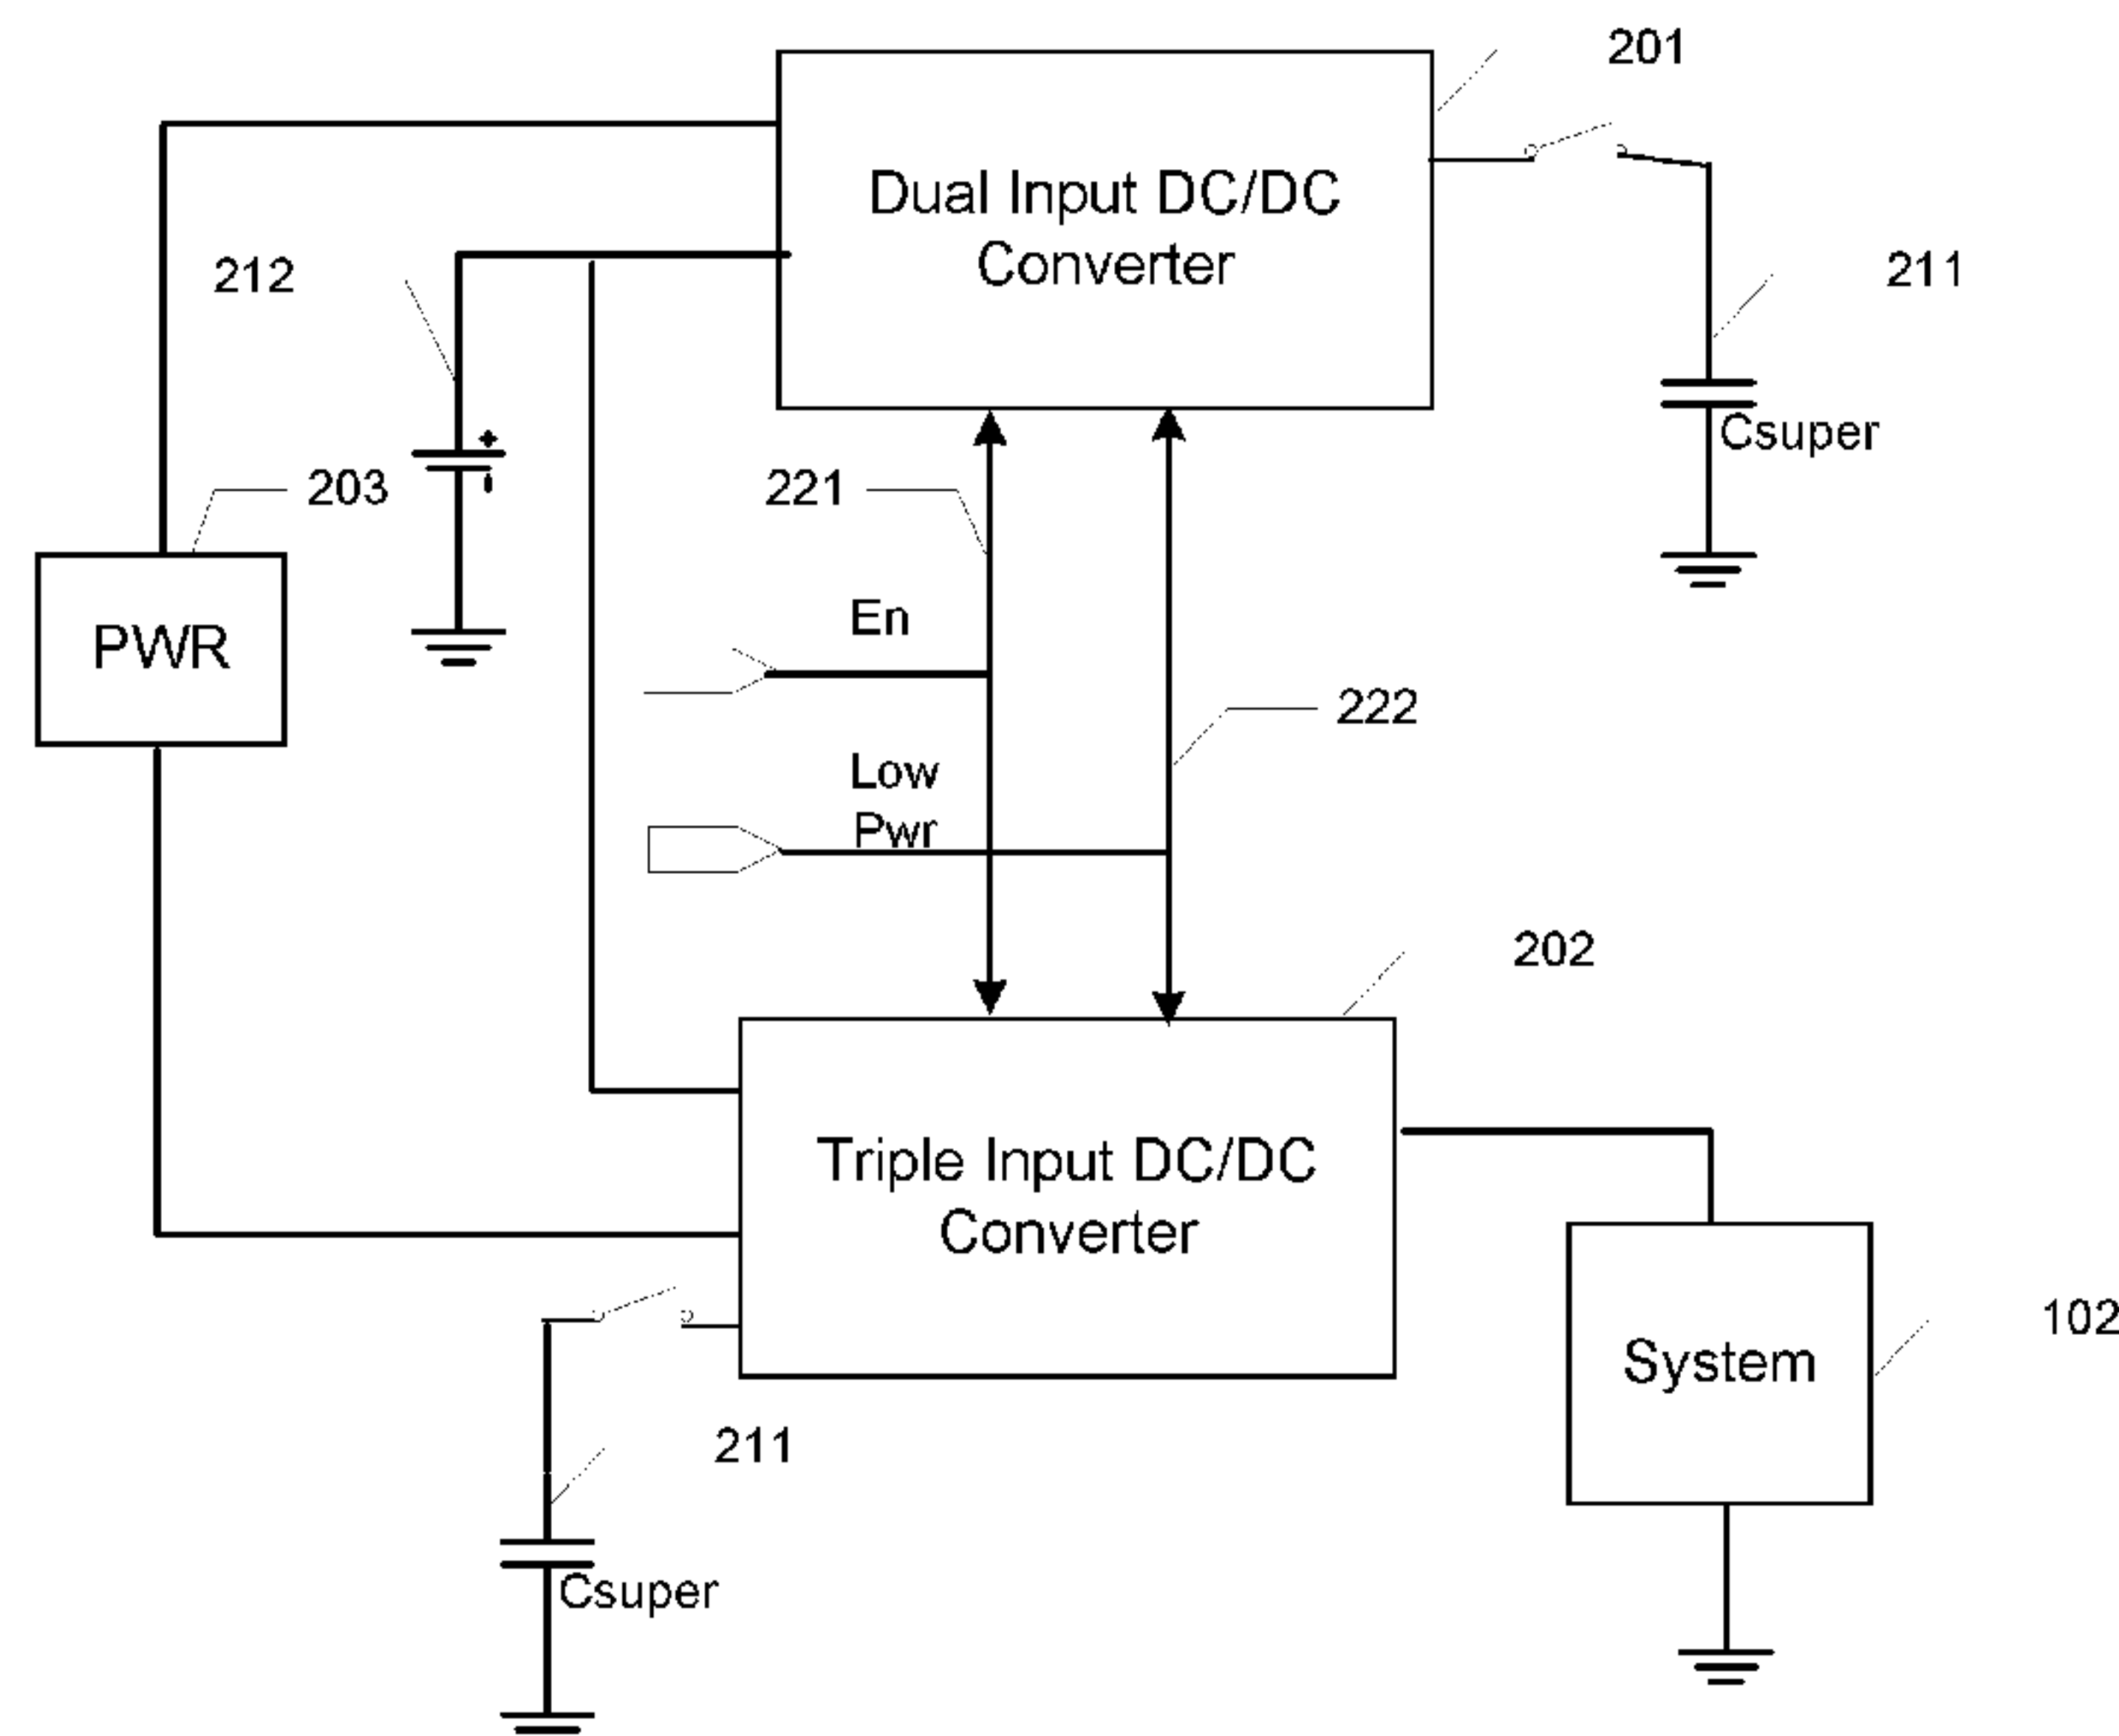 201
Dual Input DC/DC
Converter
212
211
Csuper
203
221
PWR
En
222
Low
Pwr
202
Triple Input DC/DC
Converter
102
System
211
Csuper